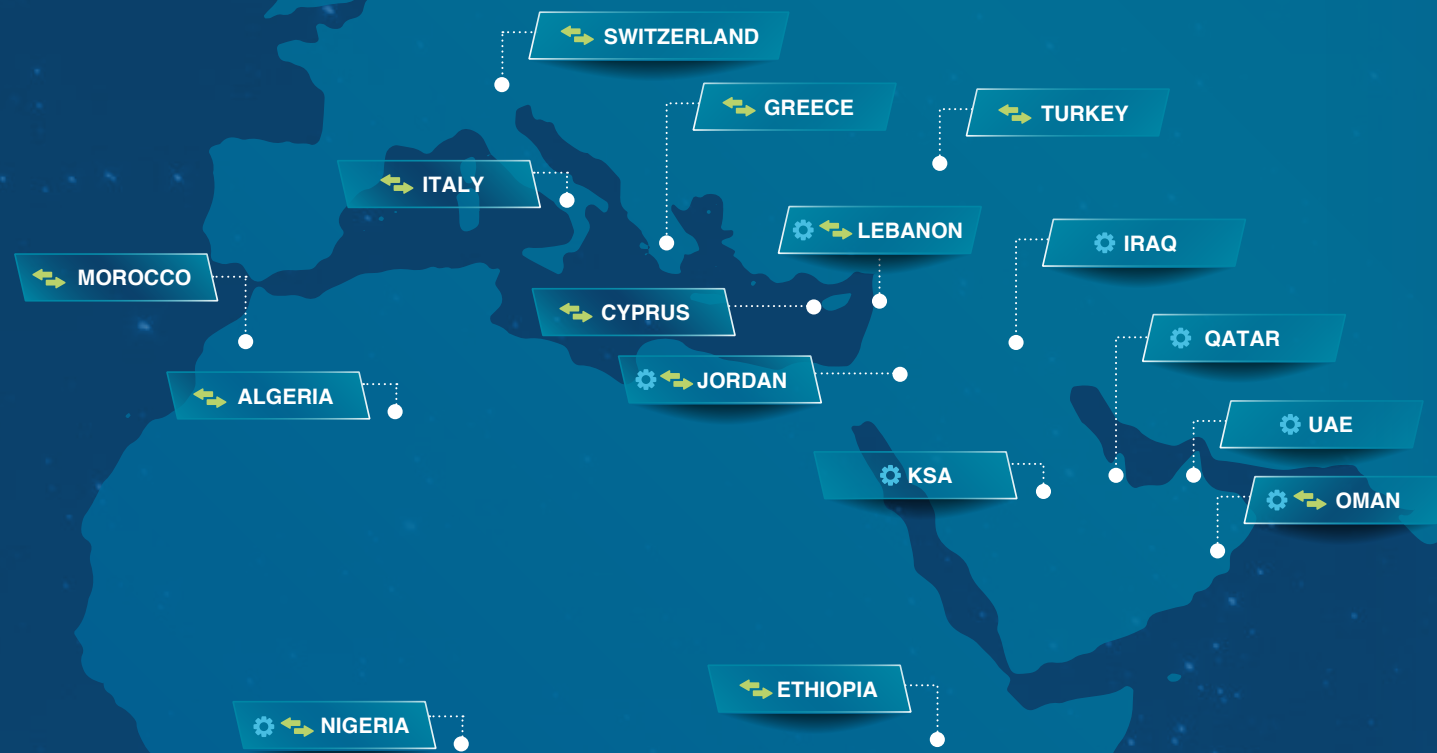 SWITZERLAND
GREECE
TURKEY
ITALY
LEBANON
IRAQ
MOROCCO
CYPRUS
QATAR
JORDAN
ALGERIA
UAE
KSA
OMAN
ETHIOPIA
NIGERIA